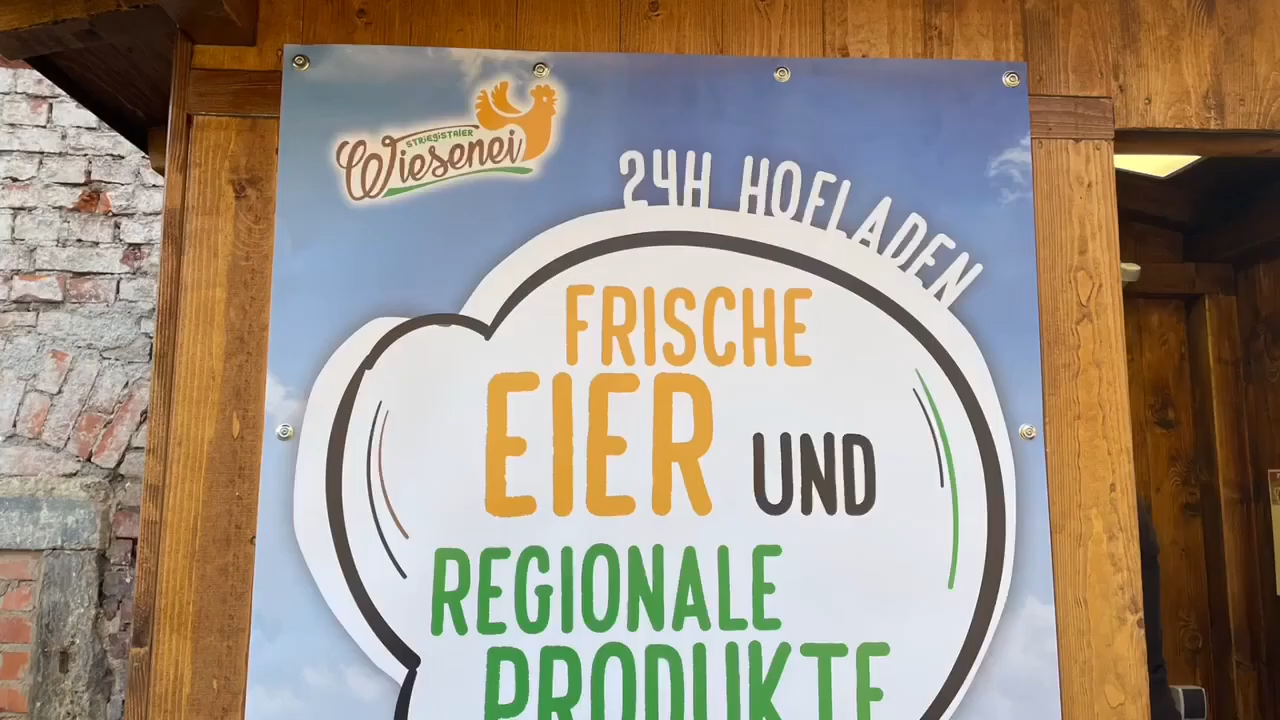 STRIEGISTALER
Wiesenei
24H HOFLADEN
FRISCHE
EIER UND
REGIONALE
PRODUKTE